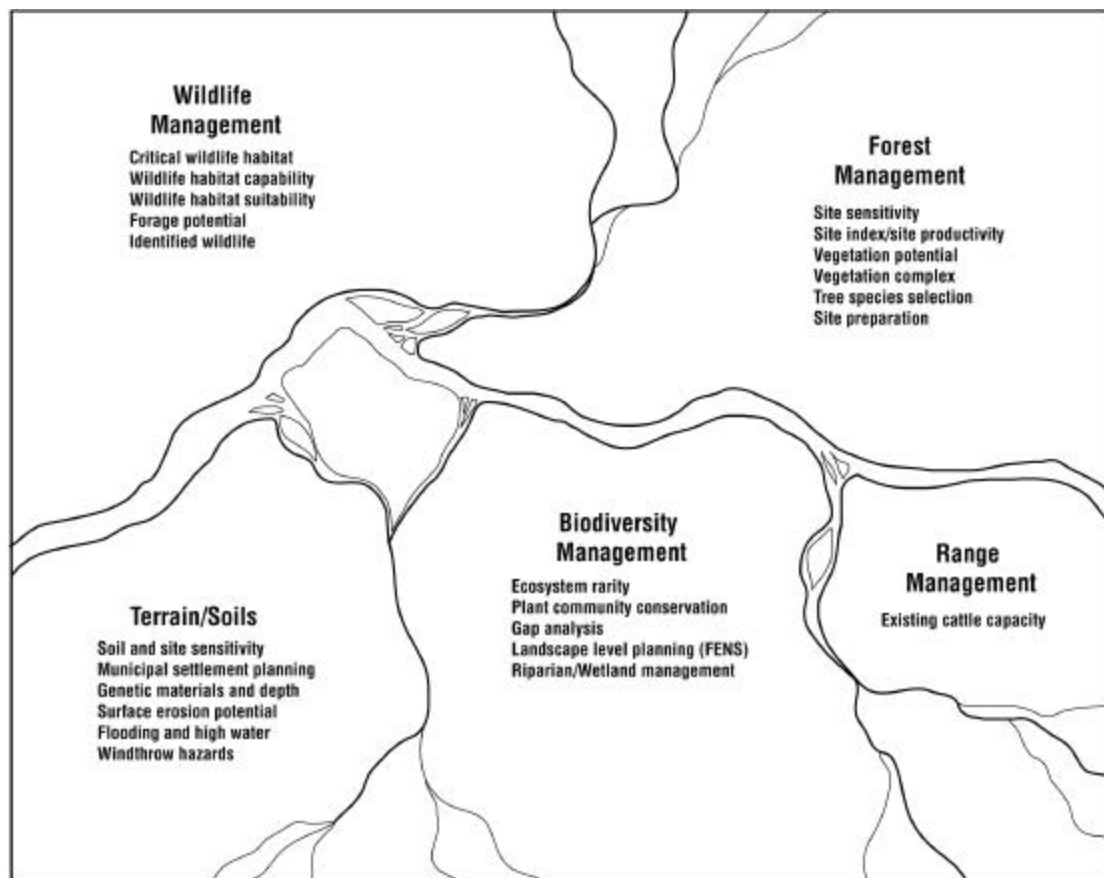 Wildlife
Management
Critical wildlife habitat
Wildlife habitat capability
Wildlife habitat suitability
Forage potential
Identified wildlife
Forest
Management
Site sensitivity
Site index/site productivity
Vegetation potential
Vegetation complex
Tree species selection
Site preparation
Terrain/Soils
Soil and site sensitivity
Municipal settlement planning
Genetic materials and depth
Surface erosion potential
Flooding and high water
Windthrow hazards
Biodiversity
Management
Ecosystem rarity
Plant community conservation
Gap analysis
Landscape level planning (FENS)
Riparian/Wetland management
Range
Management
Existing cattle capacity